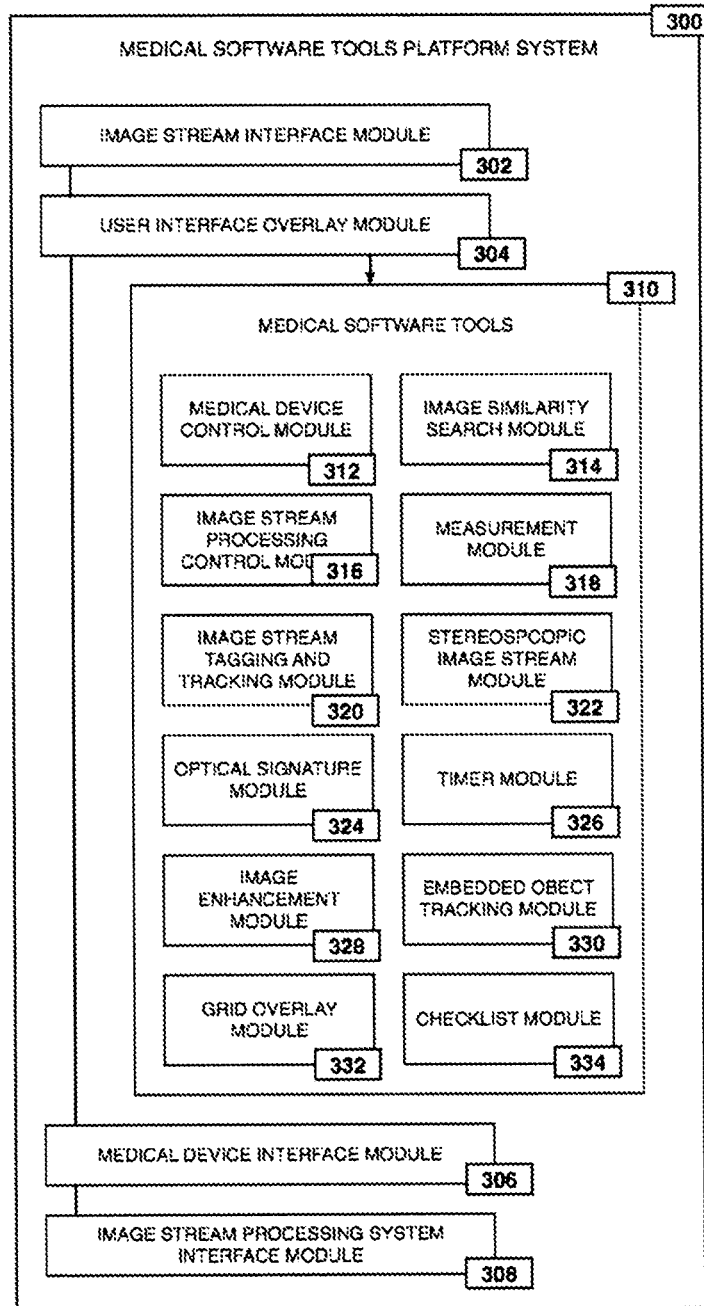 300
MEDICAL SOFTWARE TOOLS PLATFORM SYSTEM
IMAGE STREAM INTERFACE MODULE
302
USER INTERFACE OVERLAY MODULE
304
310
MEDICAL SOFTWARE TOOLS
MEDICAL DEVICE
CONTROL MODULE
312
IMAGE SIMILARITY
SEARCH MODULE
314
IMAGE STREAM
PROCESSING
CONTROL MOD
316
MEASUREMENT
MODULE
318
IMAGE STREAM
TAGGING AND
TRACKING MODULE
320
STEREOSPCOPIC
IMAGE STREAM
MODULE
322
OPTICAL SIGNATURE
MODULE
324
TIMER MODULE
326
IMAGE
ENHANCEMENT
MODULE
328
EMBEDDED OBECT
TRACKING MODULE
330
GRID OVERLAY
MODULE
332
CHECKLIST MODULE
334
MEDICAL DEVICE INTERFACE MODULE
306
IMAGE STREAM PROCESSING SYSTEM
INTERFACE MODULE
308